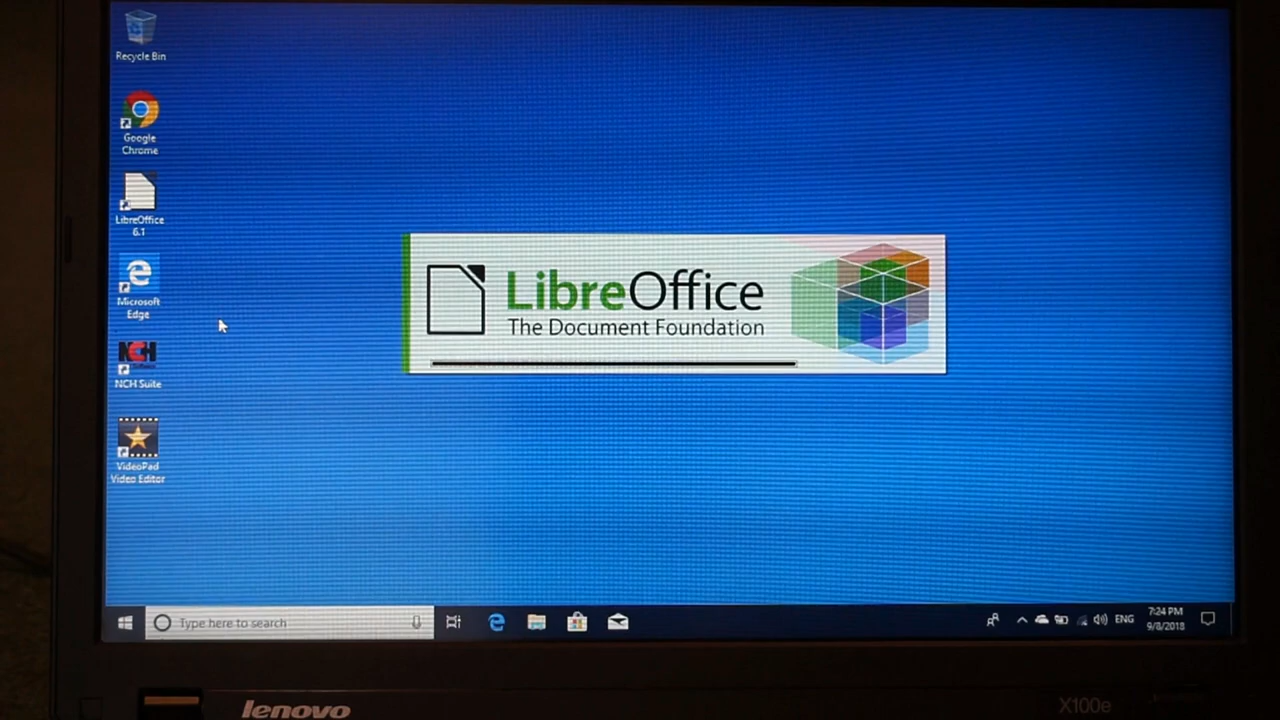 Recycle Bin
Google
Chrome
LibreOffice
6.1
Microsoft
Edge
NCH
NCH Suite
VideoPad
Video Editor
LibreOffice
The Document Foundation
Type here to search
ENG
7:24 PM
9/8/2018
lenovo
X100e